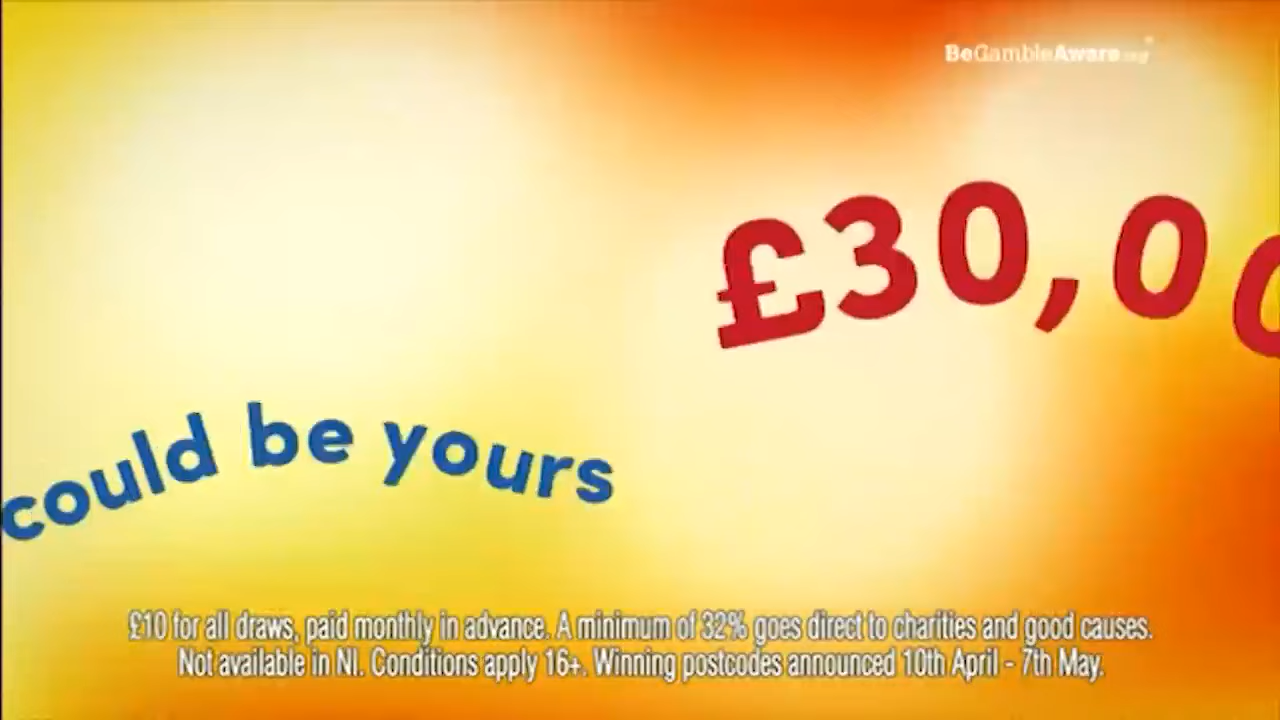 BeGambleAware.org
£30,00
could be yours
£10 for all draws, paid monthly in advance. A minimum of 32% goes direct to charities and good causes.
Not available in NI. Conditions apply 16+. Winning postcodes announced 10th April - 7th May.